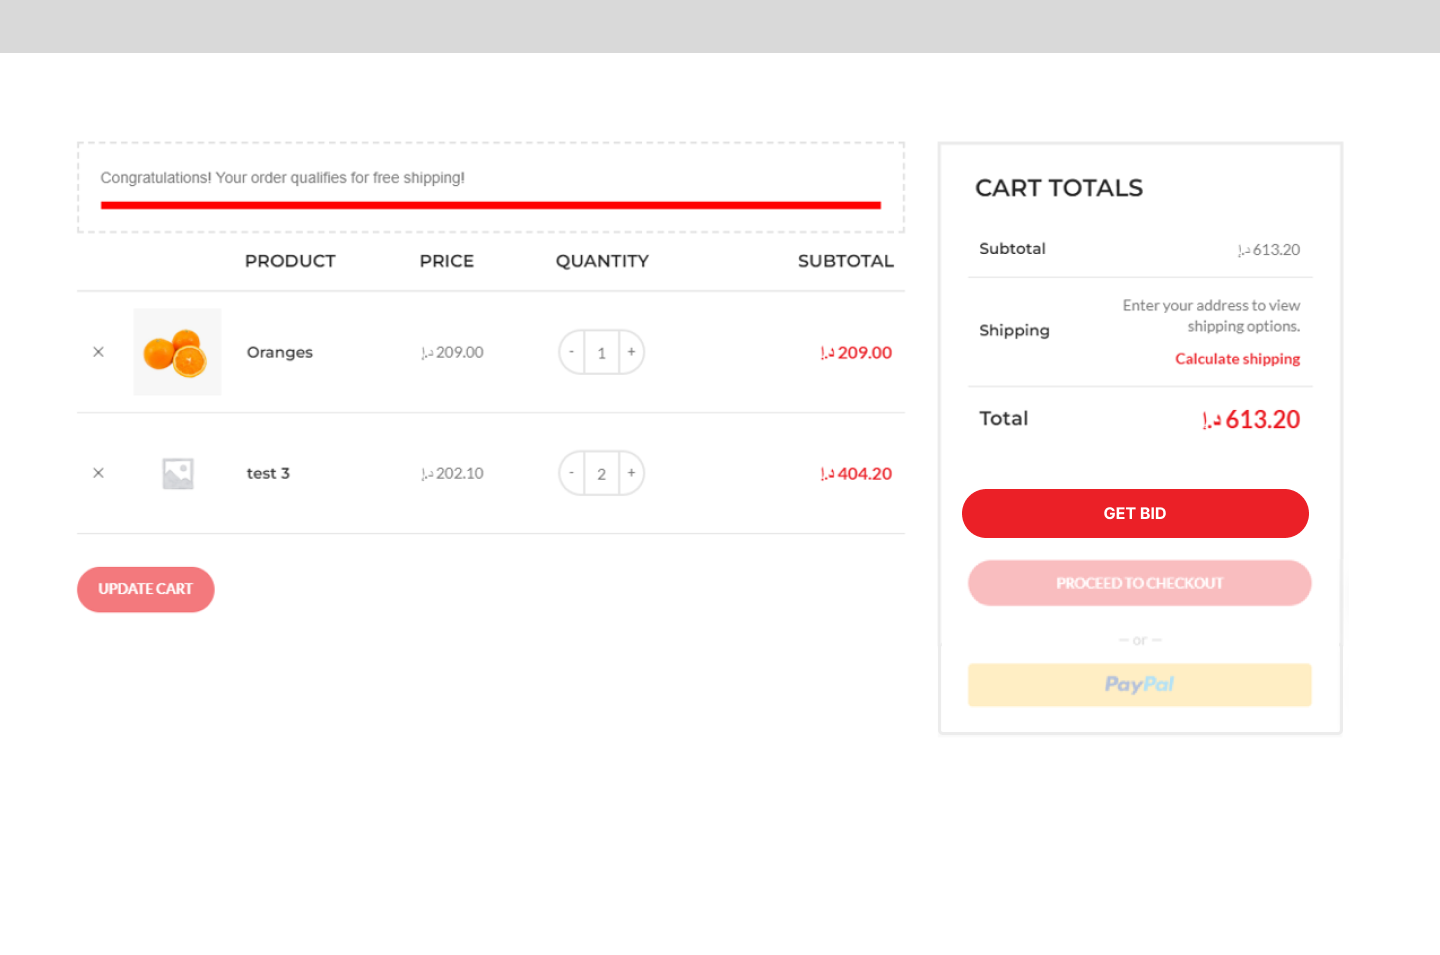 Congratulations! Your order qualifies for free shipping!
PRODUCT PRICE QUANTITY SUBTOTAL
× Oranges د.إ 209.00 - 1 + د.إ 209.00
× test 3 د.إ 202.10 - 2 + د.إ 404.20
UPDATE CART
CART TOTALS
Subtotal د.إ 613.20
Shipping
Enter your address to view
shipping options.
Calculate shipping
Total د.إ 613.20
GET BID
PROCEED TO CHECKOUT
— or —
PayPal